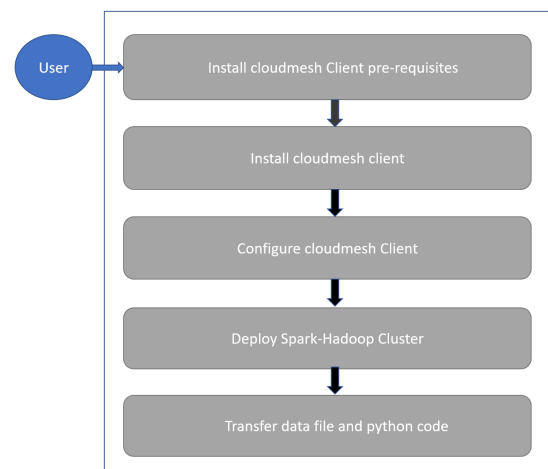 User
Install cloudmesh Client pre-requisites
Install cloudmesh client
Configure cloudmesh Client
Deploy Spark-Hadoop Cluster
Transfer data file and python code